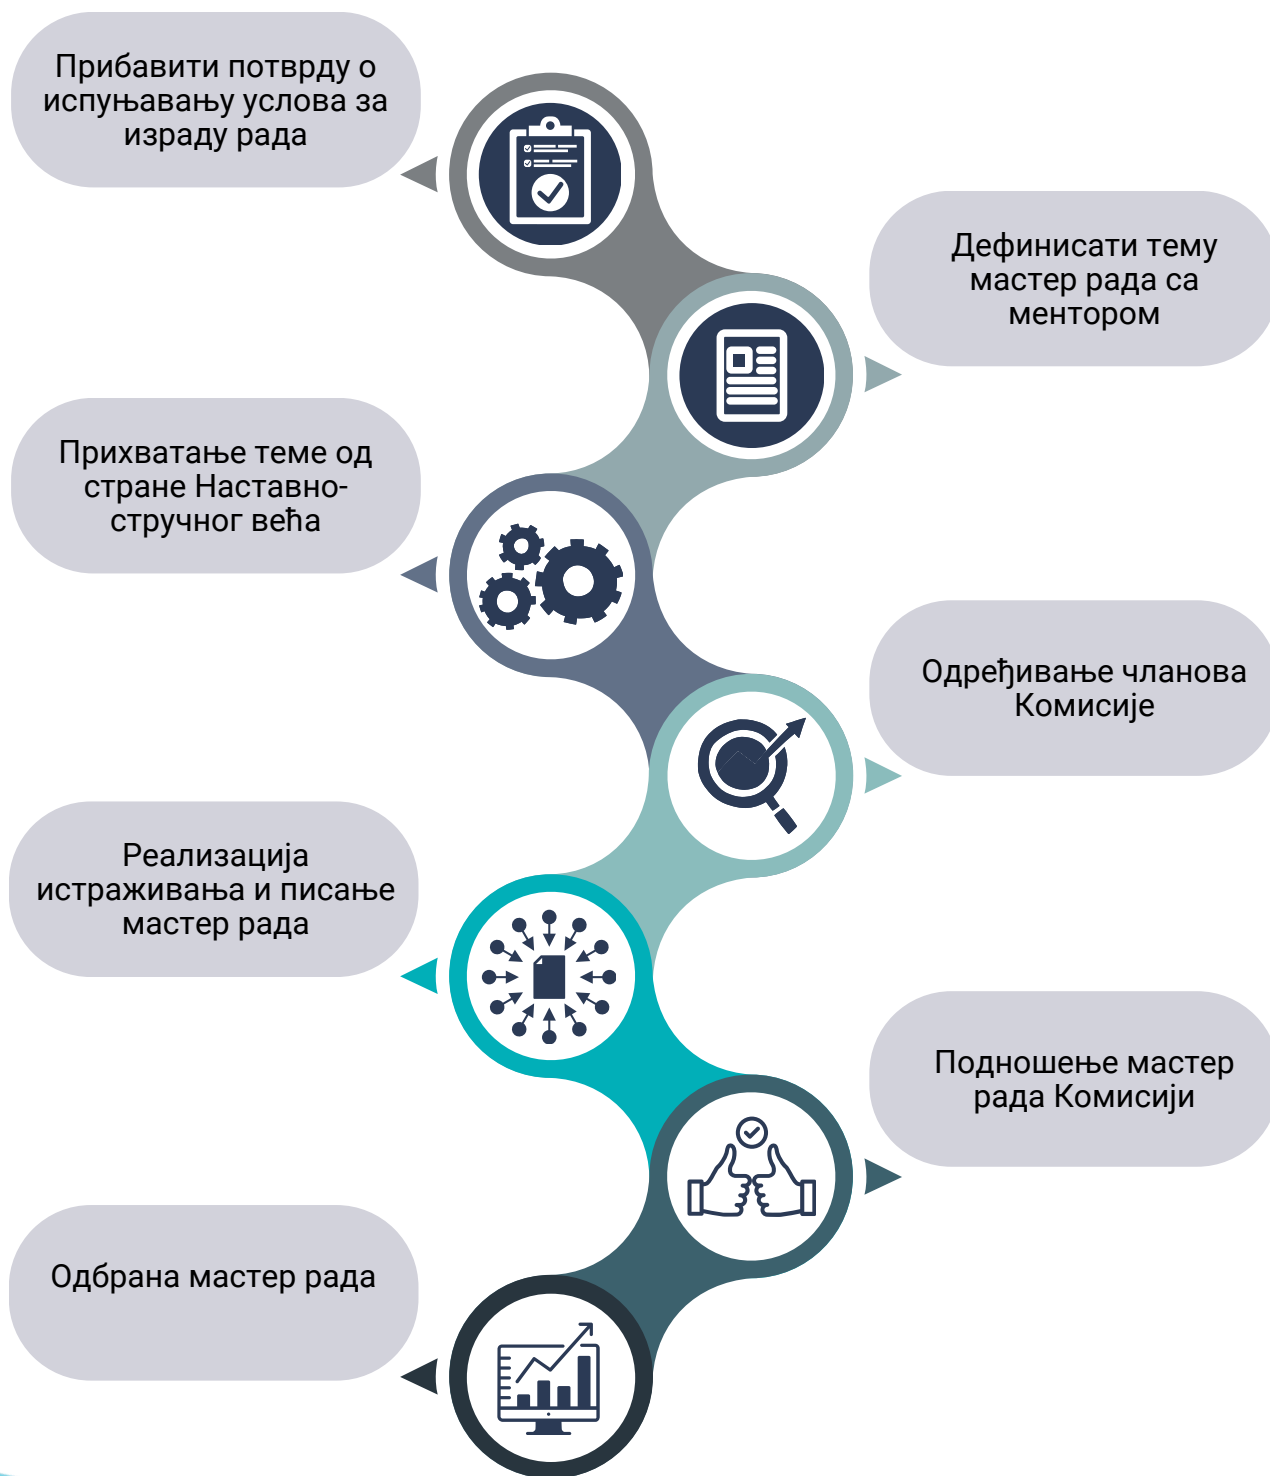 Прибавити потврду о
испуњавању услова за
израду рада
Дефинисати тему
мастер рада са
ментором
Прихватање теме од
стране Наставно-
стручног већа
Одређивање чланова
Комисије
Реализација
истраживања и писање
мастер рада
Подношење мастер
рада Комисији
Одбрана мастер рада